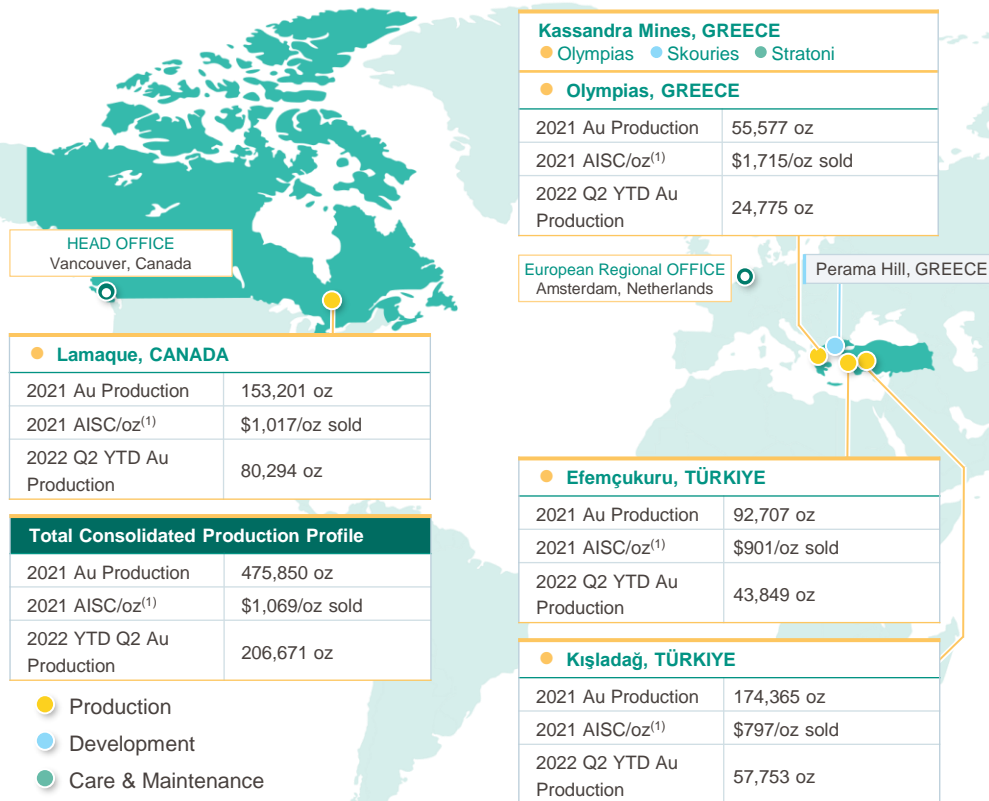 Kassandra Mines, GREECE
Olympias Skouries Stratoni
Olympias, GREECE
2021 Au Production 55,577 oz
2021 AISC/oz(1) $1,715/oz sold
2022 Q2 YTD Au
Production
24,775 oz
HEAD OFFICE
Vancouver, Canada
European Regional OFFICE
Amsterdam, Netherlands
Perama Hill, GREECE
Lamaque, CANADA
2021 Au Production 153,201 oz
2021 AISC/oz(1) $1,017/oz sold
2022 Q2 YTD Au
Production
80,294 oz
Total Consolidated Production Profile
2021 Au Production 475,850 oz
2021 AISC/oz(1) $1,069/oz sold
2022 YTD Q2 Au
Production
206,671 oz
Production
Development
Care & Maintenance
Efemçukuru, TÜRKIYE
2021 Au Production 92,707 oz
2021 AISC/oz(1) $901/oz sold
2022 Q2 YTD Au
Production
43,849 oz
Kışladağ, TÜRKIYE
2021 Au Production 174,365 oz
2021 AISC/oz(1) $797/oz sold
2022 Q2 YTD Au
Production
57,753 oz